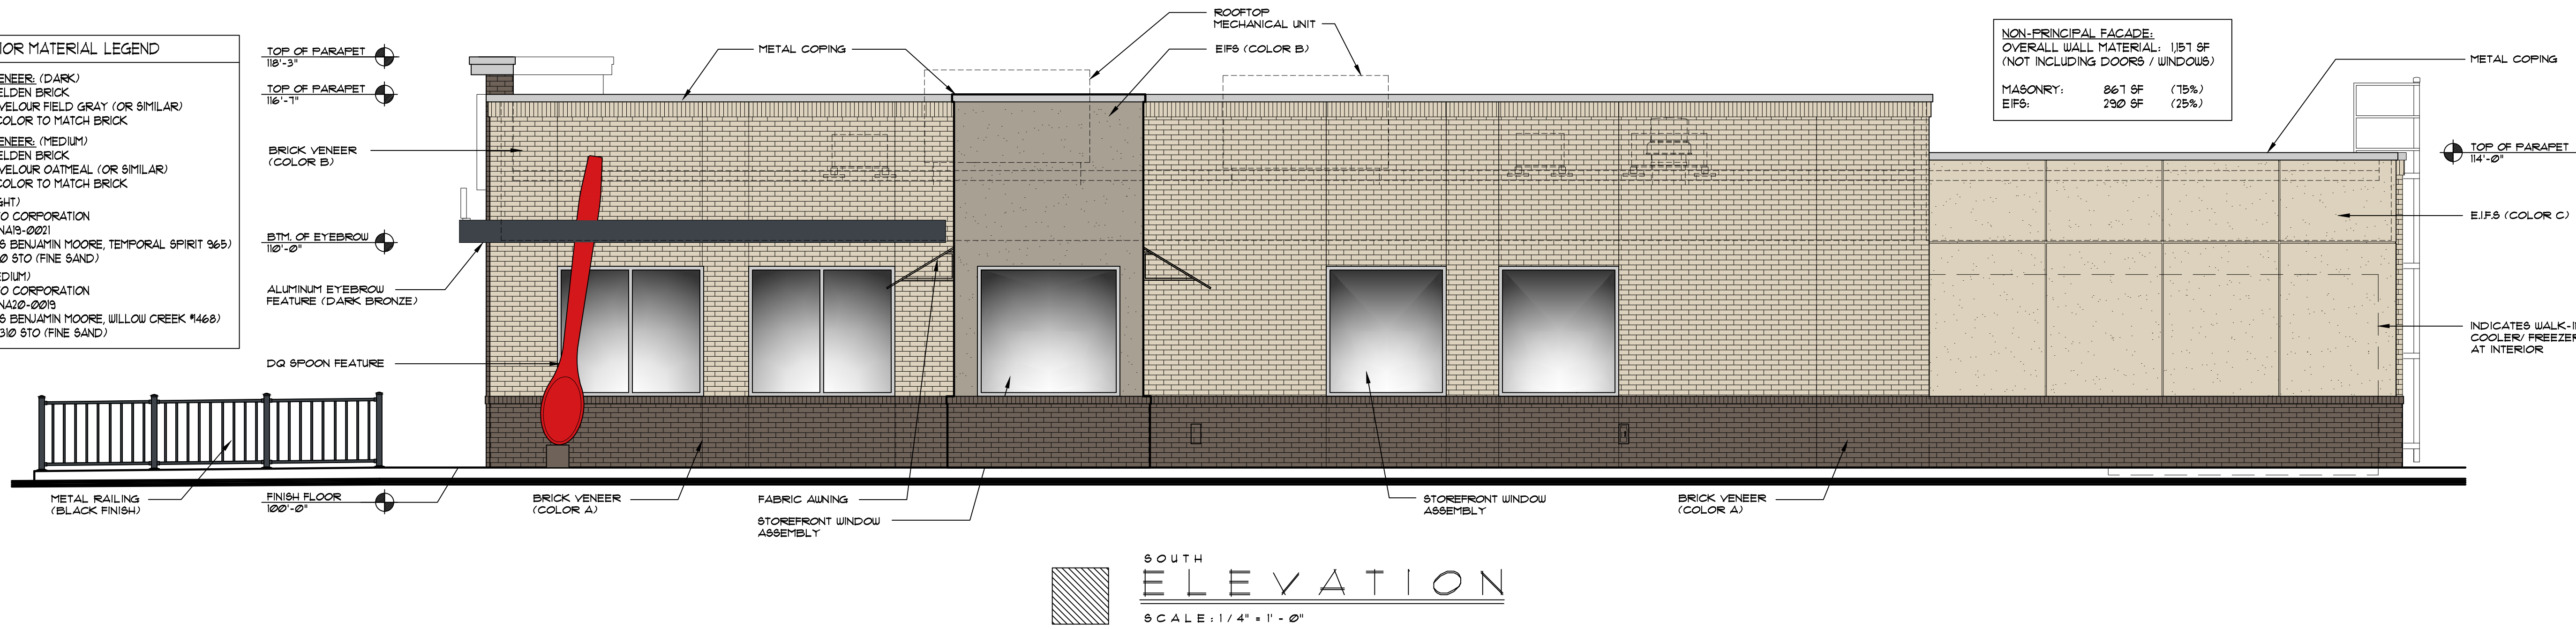 IOR MATERIAL LEGEND
ENEER: (DARK)
ELDEN BRICK
VELOUR FIELD GRAY (OR SIMILAR)
COLOR TO MATCH BRICK
ENEER: (MEDIUM)
ELDEN BRICK
VELOUR OATMEAL (OR SIMILAR)
COLOR TO MATCH BRICK
GHT)
O CORPORATION
NA19-0021
S BENJAMIN MOORE, TEMPORAL SPIRIT 965)
0 STO (FINE SAND)
EDIUM)
O CORPORATION
NA20-0019
S BENJAMIN MOORE, WILLOW CREEK #1468)
310 STO (FINE SAND)
TOP OF PARAPET
118'-3"
TOP OF PARAPET
116'-7"
BRICK VENEER
(COLOR B)
BTM. OF EYEBROW
110'-0"
ALUMINUM EYEBROW
FEATURE (DARK BRONZE)
DQ SPOON FEATURE
METAL RAILING
(BLACK FINISH)
FINISH FLOOR
100'-0"
METAL COPING
ROOFTOP
MECHANICAL UNIT
EIFS (COLOR B)
NON-PRINCIPAL FACADE:
OVERALL WALL MATERIAL: 1,157 SF
(NOT INCLUDING DOORS / WINDOWS)
MASONRY: 867 SF (75%)
EIFS: 290 SF (25%)
METAL COPING
TOP OF PARAPET
114'-0"
E.I.F.S (COLOR C)
INDICATES WALK-I
COOLER/ FREEZER
AT INTERIOR
BRICK VENEER
(COLOR A)
FABRIC AWNING
STOREFRONT WINDOW
ASSEMBLY
STOREFRONT WINDOW
ASSEMBLY
BRICK VENEER
(COLOR A)
SOUTH
ELEVATION
SCALE: 1/4" = 1'-0"